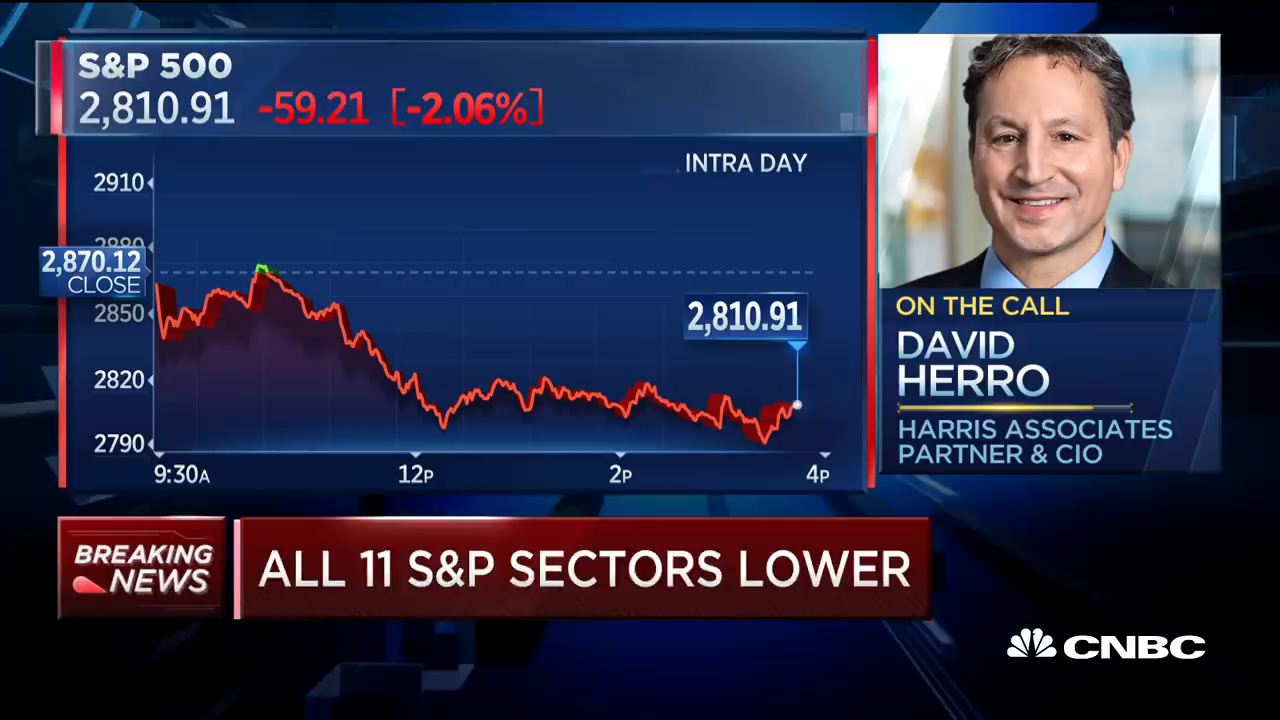 S&P 500
2,810.91 -59.21 [-2.06%]
INTRA DAY
2910
2880
2,870.12
CLOSE
2850
2,810.91
2820
2790
9:30A 12P 2P 4P
ON THE CALL
DAVID
HERRO
HARRIS ASSOCIATES
PARTNER & CIO
BREAKING
NEWS
ALL 11 S&P SECTORS LOWER
CNBC